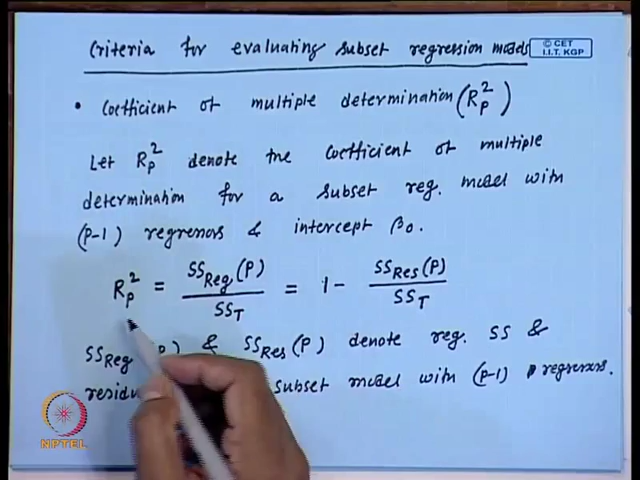 Criteria for evaluating subset regression models
© CET
I.I.T. KGP
• Coefficient of multiple determination (R_p^2)
Let R_p^2 denote the coefficient of multiple
determination for a subset reg. model with
(p-1) regressors & intercept β_0.
R_p^2 = SS_Reg(P) / SS_T = 1 - SS_Res(P) / SS_T
SS_Reg P) & SS_Res(P) denote reg. SS &
subset model with (p-1) regressors.
NPTEL